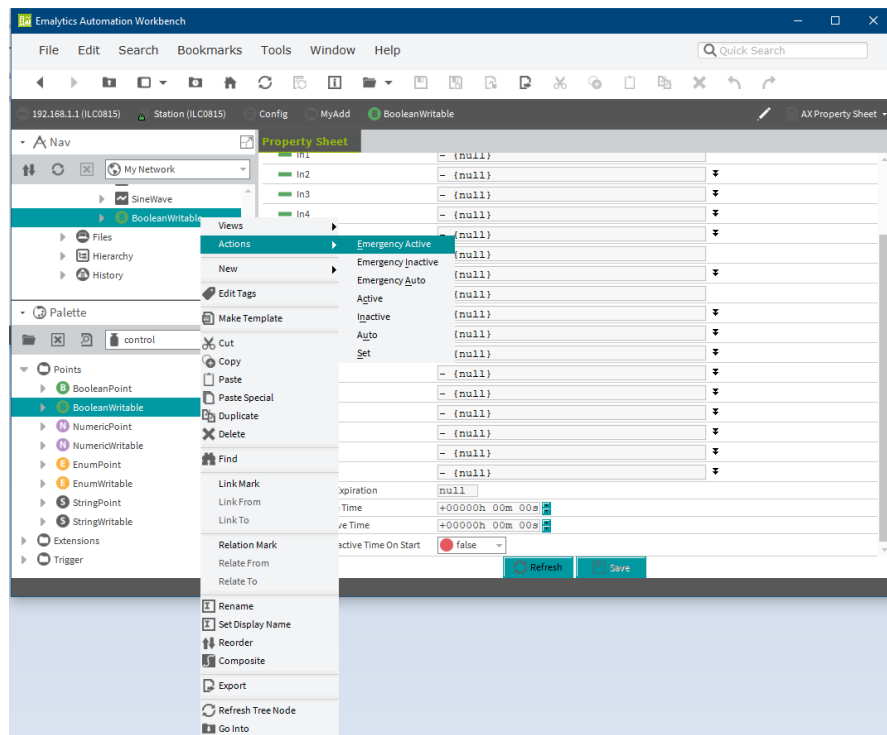 Emalytics Automation Workbench
File Edit Search Bookmarks Tools Window Help
Quick Search
192.168.1.1 (ILC0815) Station (ILC0815) Config MyAdd BooleanWritable AX Property Sheet
Nav
My Network
SineWave
BooleanWritable
Files
Hierarchy
History
Palette
control
Points
BooleanPoint
BooleanWritable
NumericPoint
NumericWritable
EnumPoint
EnumWritable
StringPoint
StringWritable
Extensions
Trigger
Property Sheet
In1 - {null}
In2 - {null}
In3 - {null}
In4 - {null}
- {null}
{null}
{null}
{null}
{null}
{null}
{null}
- {null}
- {null}
- {null}
- {null}
- {null}
- {null}
Expiration null
Time +00000h 00m 00s
ve Time +00000h 00m 00s
active Time On Start false
Refresh Save
Views
Actions
New
Edit Tags
Make Template
Cut
Copy
Paste
Paste Special
Duplicate
Delete
Find
Link Mark
Link From
Link To
Relation Mark
Relate From
Relate To
Rename
Set Display Name
Reorder
Composite
Export
Refresh Tree Node
Go Into
Emergency Active
Emergency Inactive
Emergency Auto
Active
Inactive
Auto
Set